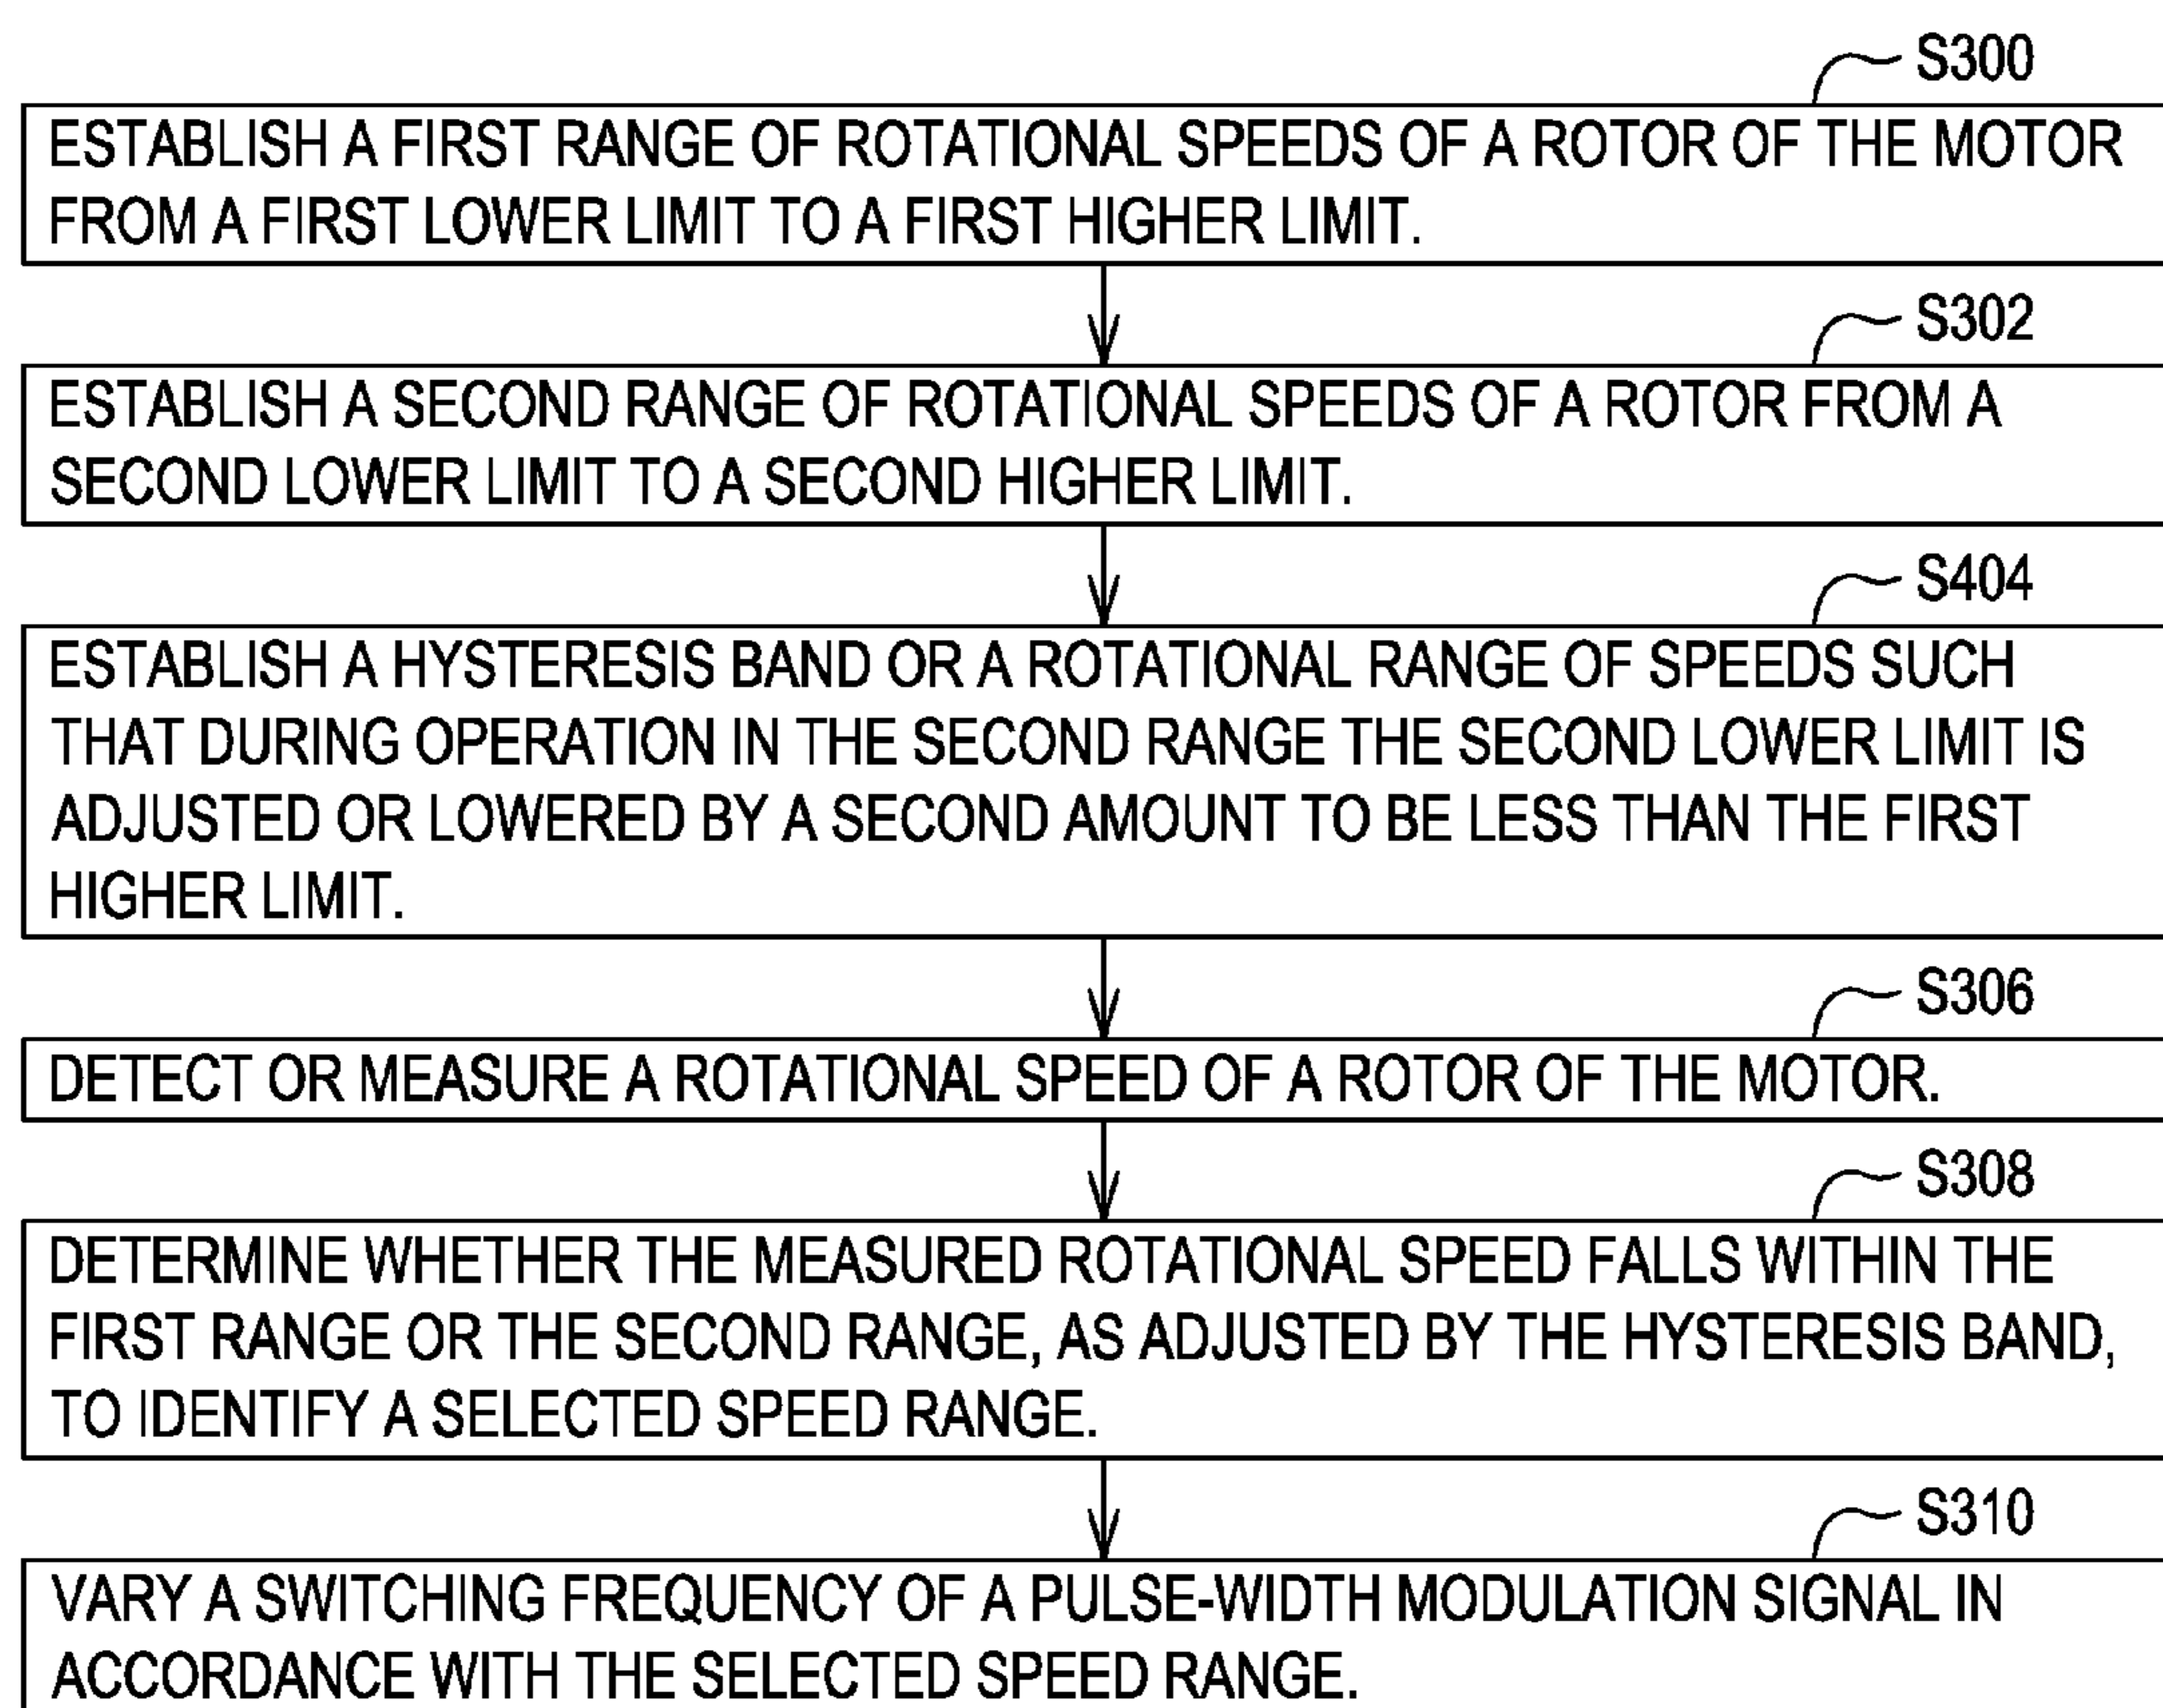 S300
ESTABLISH A FIRST RANGE OF ROTATIONAL SPEEDS OF A ROTOR OF THE MOTOR
FROM A FIRST LOWER LIMIT TO A FIRST HIGHER LIMIT.
S302
ESTABLISH A SECOND RANGE OF ROTATIONAL SPEEDS OF A ROTOR FROM A
SECOND LOWER LIMIT TO A SECOND HIGHER LIMIT.
S404
ESTABLISH A HYSTERESIS BAND OR A ROTATIONAL RANGE OF SPEEDS SUCH
THAT DURING OPERATION IN THE SECOND RANGE THE SECOND LOWER LIMIT IS
ADJUSTED OR LOWERED BY A SECOND AMOUNT TO BE LESS THAN THE FIRST
HIGHER LIMIT.
S306
DETECT OR MEASURE A ROTATIONAL SPEED OF A ROTOR OF THE MOTOR.
S308
DETERMINE WHETHER THE MEASURED ROTATIONAL SPEED FALLS WITHIN THE
FIRST RANGE OR THE SECOND RANGE, AS ADJUSTED BY THE HYSTERESIS BAND,
TO IDENTIFY A SELECTED SPEED RANGE.
S310
VARY A SWITCHING FREQUENCY OF A PULSE-WIDTH MODULATION SIGNAL IN
ACCORDANCE WITH THE SELECTED SPEED RANGE.